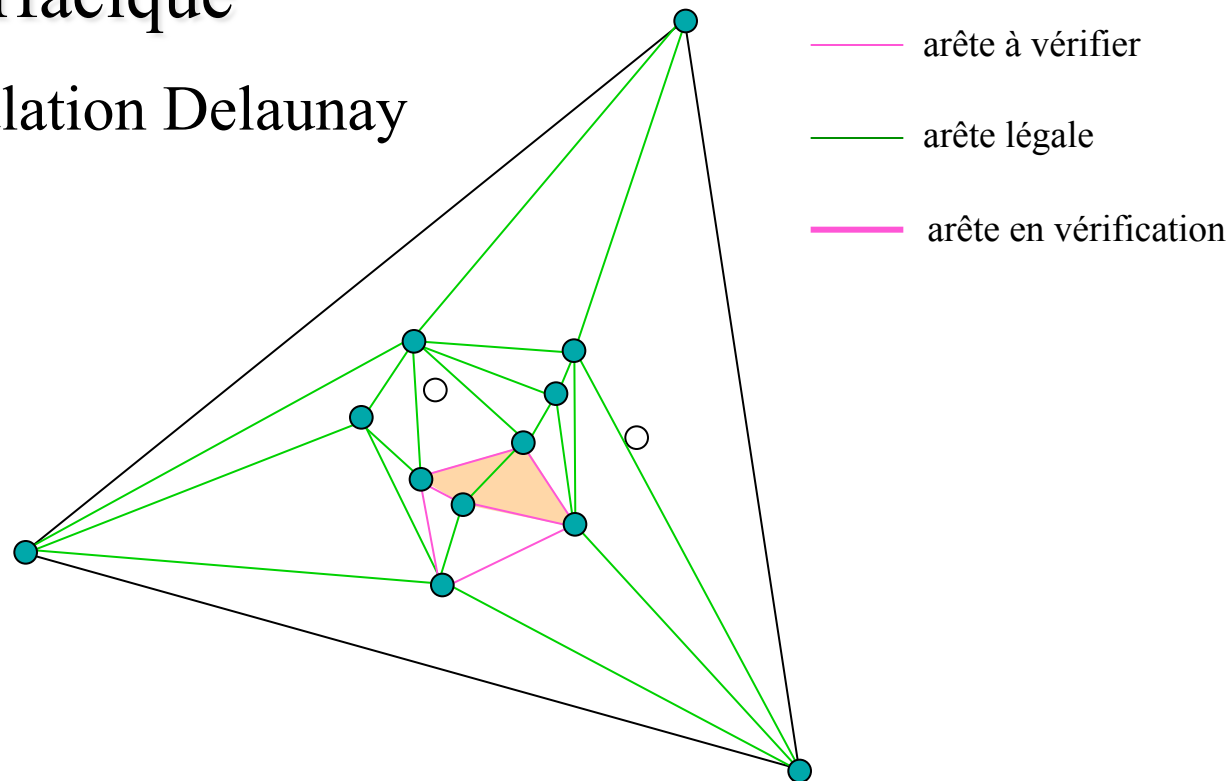 lation Delaunay
arête à vérifier
arête légale
arête en vérification